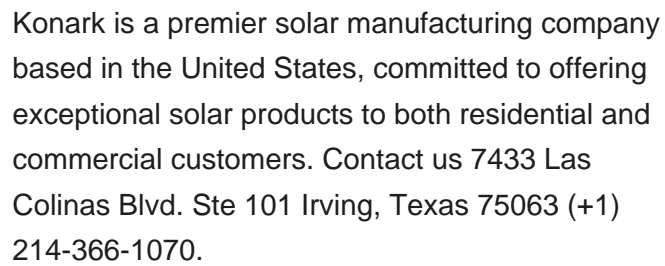 Konark is a premier solar manufacturing company
based in the United States, committed to offering
exceptional solar products to both residential and
commercial customers. Contact us 7433 Las
Colinas Blvd. Ste 101 Irving, Texas 75063 (+1)
214-366-1070.